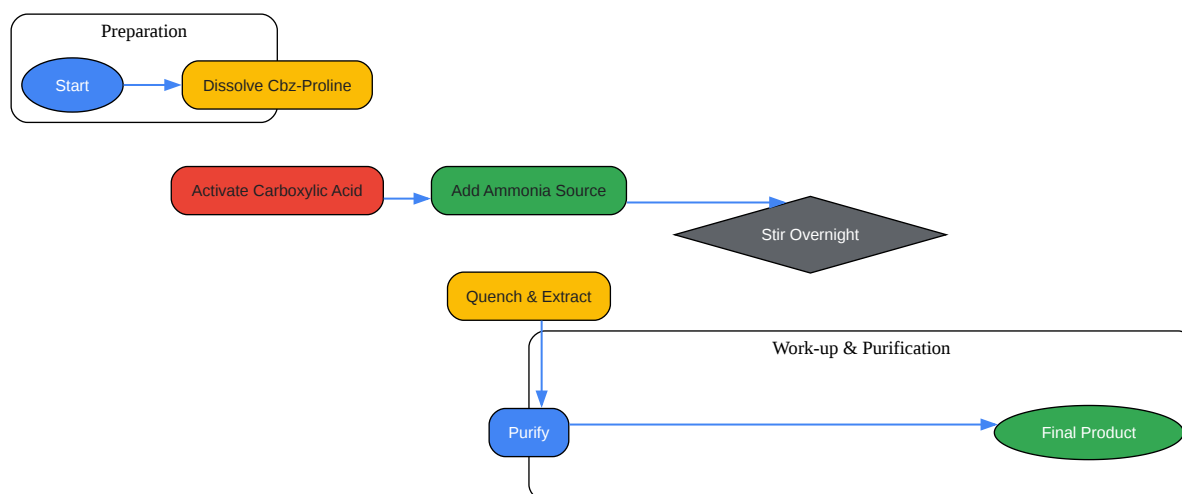 Preparation
Start
Dissolve Cbz-Proline
Activate Carboxylic Acid
Add Ammonia Source
Stir Overnight
Quench & Extract
Work-up & Purification
Purify
Final Product